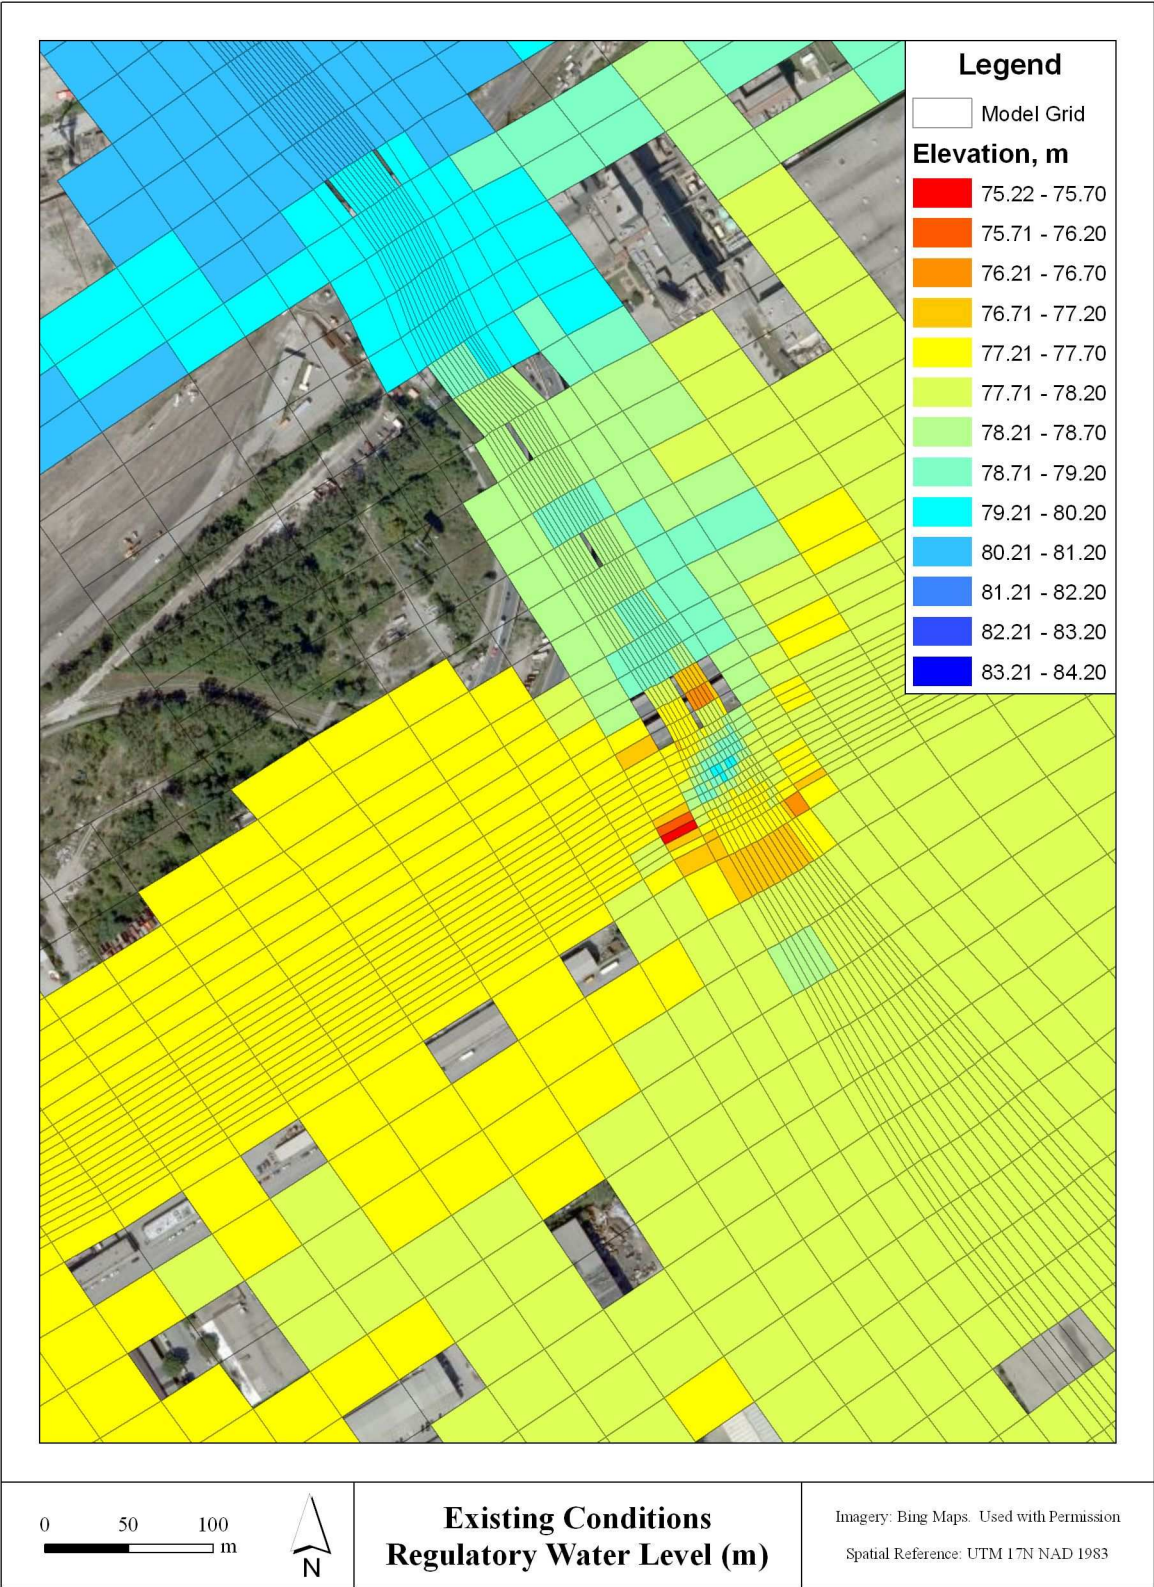 Legend
Model Grid
Elevation, m
75.22 - 75.70
75.71 - 76.20
76.21 - 76.70
76.71 - 77.20
77.21 - 77.70
77.71 - 78.20
78.21 - 78.70
78.71 - 79.20
79.21 - 80.20
80.21 - 81.20
81.21 - 82.20
82.21 - 83.20
83.21 - 84.20
0 50 100
m
N
Existing Conditions
Regulatory Water Level (m)
Imagery: Bing Maps. Used with Permission
Spatial Reference: UTM 17N NAD 1983